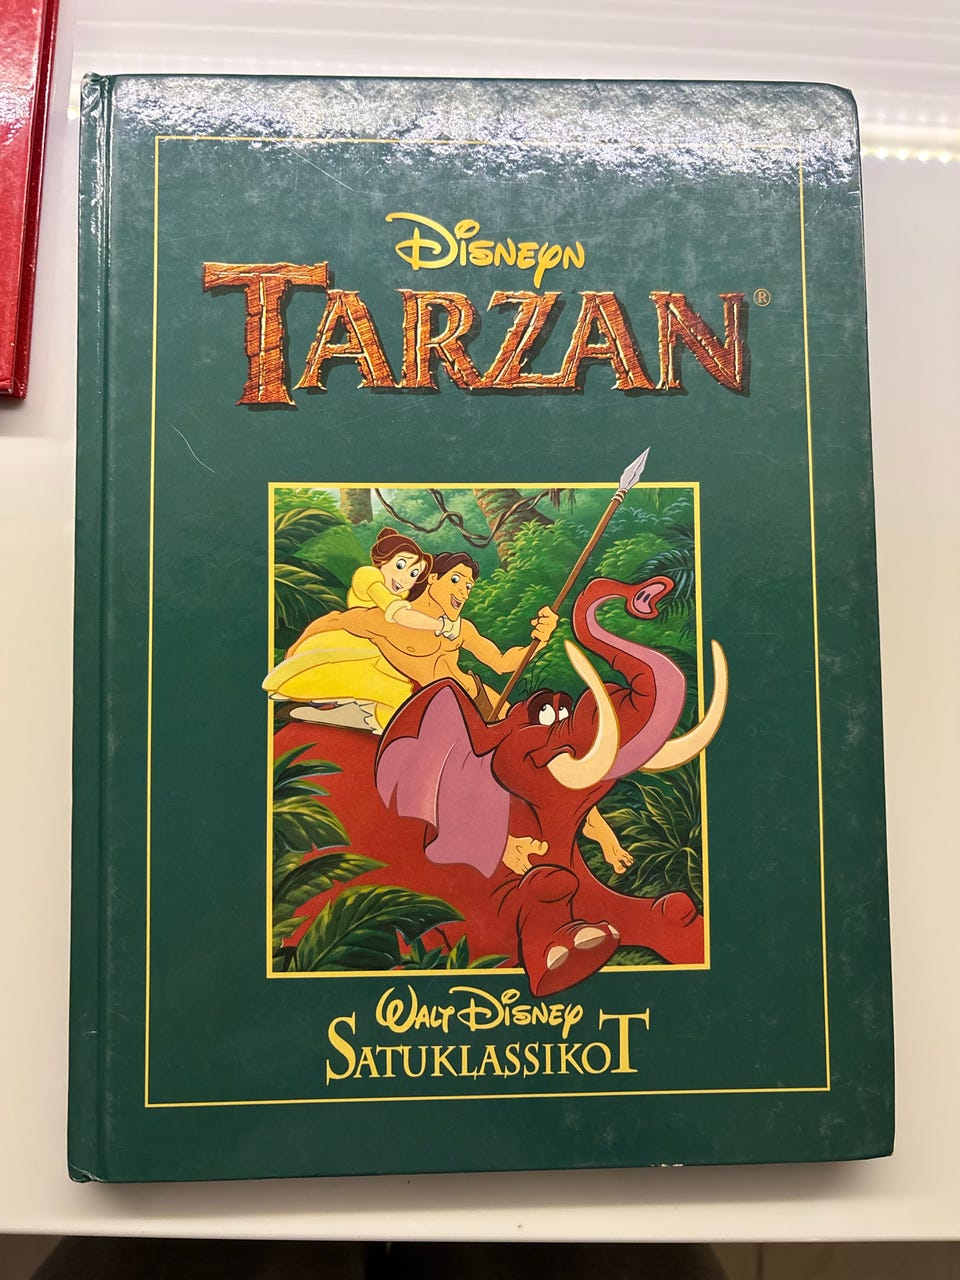 Disneyn
TARZAN®
Walt Disney
SATUKLASSIKOT